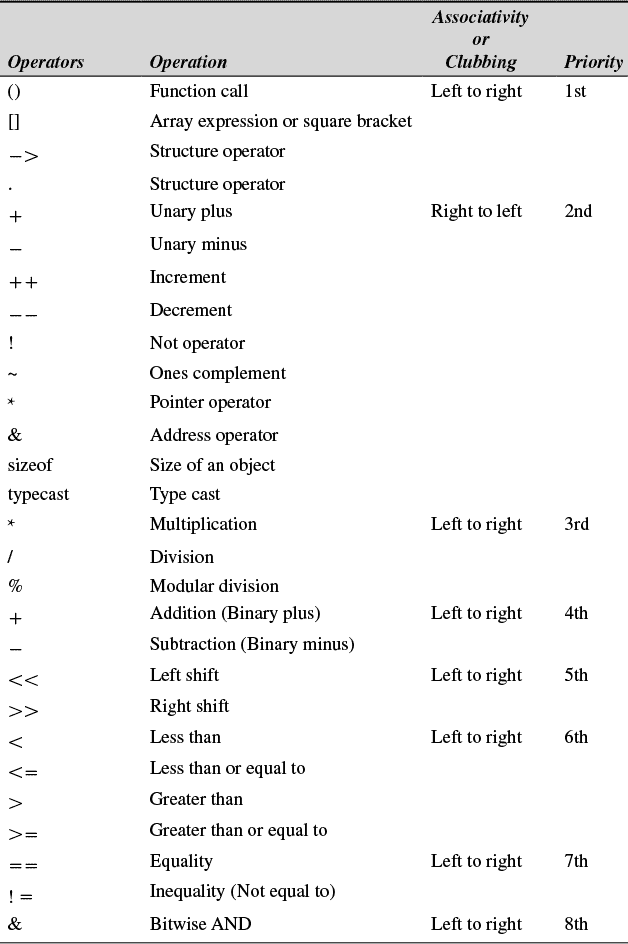 Associativity
or
Operators Operation Clubbing Priority
() Function call Left to right 1st
[] Array expression or square bracket
−> Structure operator
. Structure operator
+ Unary plus Right to left 2nd
− Unary minus
++ Increment
−− Decrement
! Not operator
~ Ones complement
* Pointer operator
& Address operator
sizeof Size of an object
typecast Type cast
* Multiplication Left to right 3rd
/ Division
% Modular division
+ Addition (Binary plus) Left to right 4th
− Subtraction (Binary minus)
<< Left shift Left to right 5th
>> Right shift
< Less than Left to right 6th
<= Less than or equal to
> Greater than
>= Greater than or equal to
== Equality Left to right 7th
! = Inequality (Not equal to)
& Bitwise AND Left to right 8th